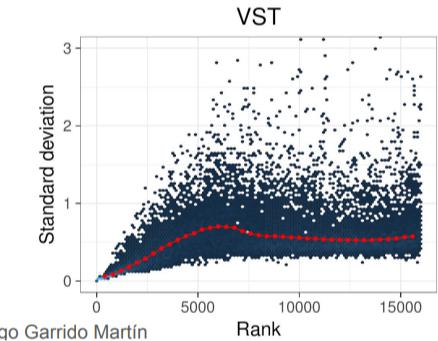 VST
Standard deviation
3
2
1
0
0 5000 10000 15000
Rank
go Garrido Martín